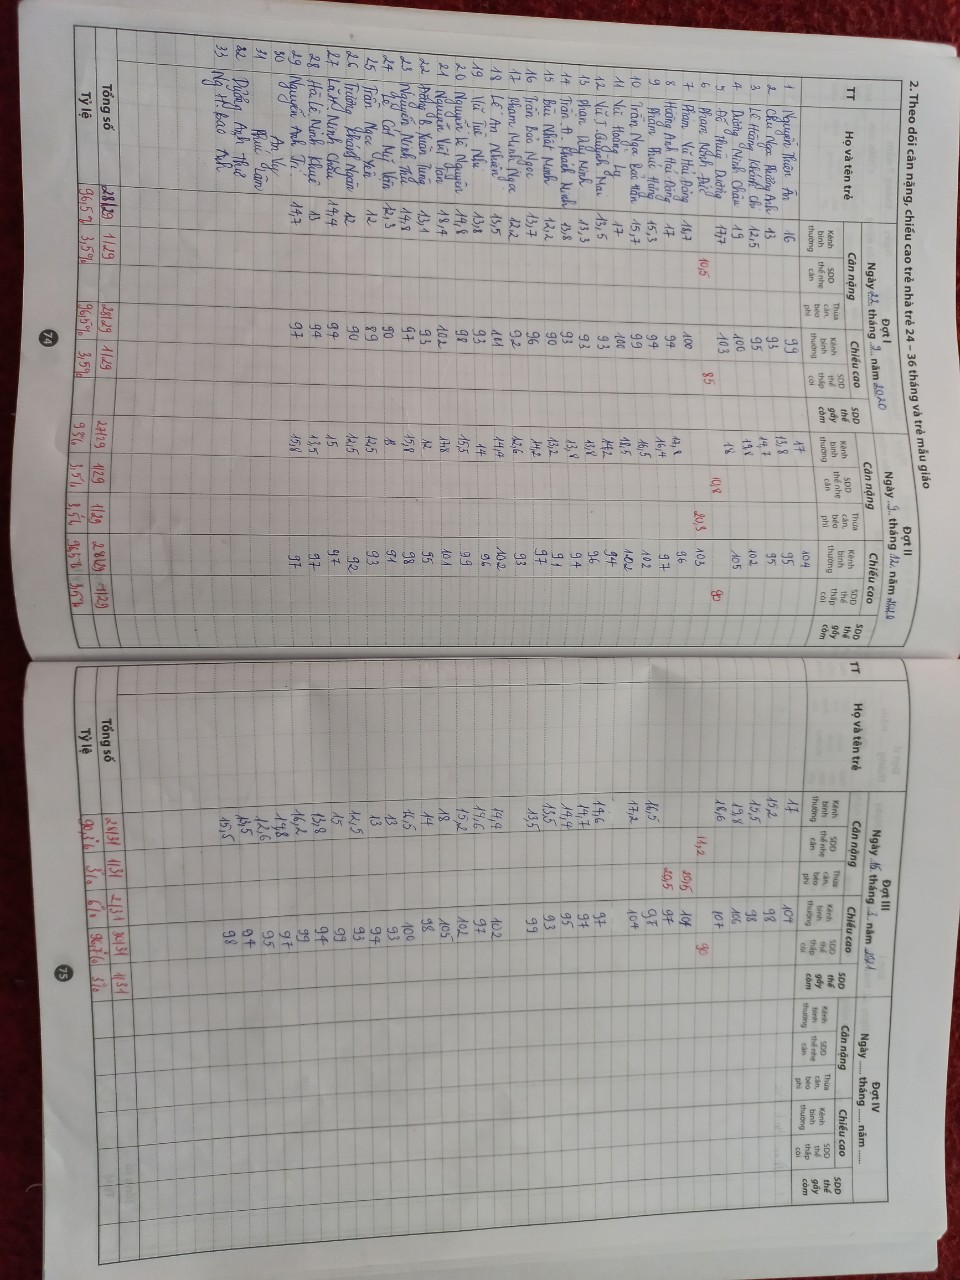 2. Theo dõi cân nặng, chiều cao trẻ nhà trẻ 24 – 36 tháng và trẻ mẫu giáo
TT Họ và tên trẻ
Đợt I
Ngày 22 tháng 9 năm 2020
Cân nặng Chiều cao SDD thể gầy còm
Kênh bình thường SDD thể nhẹ cân Thừa cân, béo phì Kênh bình thường SDD thể thấp còi
Đợt II
Ngày 9 tháng 12 năm 2020
Cân nặng Chiều cao SDD thể gầy còm
Kênh bình thường SDD thể nhẹ cân Thừa cân, béo phì Kênh bình thường SDD thể thấp còi
1 Nguyễn Thiên Ân 16 99 17 104
2 Chu Ngọc Phương Anh 13 93 13,8 95
3 Lê Hoàng Khánh Chi 12,5 95 14,7 95
4 Dương Minh Châu 19 100 19,8 102
5 Đỗ Thuỳ Dương 17,7 103 18 105
6 Phạm Minh Đức 10,5 85 10,8 90
7 Phạm Vũ Hải Đăng 18,7 100 20,3 103
8 Hoàng Anh Hải Đăng 17 94 96
9 Phạm Phúc Hưng 15,3 94 16,4 97
10 Trần Ngọc Bảo Hân 15,7 99 16,5 102
11 Vũ Hoàng Ly 17 100 18,5 102
12 Vũ T. Quỳnh Mai 13,5 93 14,2 94
13 Phan Duy Minh 13,3 93 13,8 96
14 Trần Đ. Khánh Minh 13,8 93 13,8 94
15 Bùi Nhật Minh 12,2 90 13,2 91
16 Trần Bảo Ngọc 13,7 96 14,2 97
17 Phạm Minh Ngọc 12,2 92 12,6 93
18 Lê An Nhiên 13,5 101 14,4 102
19 Vũ Tuệ Nhi 13,8 93 14 96
20 Nguyễn Lê Nguyên 14,8 98 15,5 99
21 Nguyễn Viết Tân 18,4 102 17,8 101
22 Đồng B. Xuân Tùng 13,1 93 12 95
23 Nguyễn Minh Thư 14,8 97 15,8 98
24 Lê Cát Mỹ Vân 12,3 90 13 91
25 Trần Ngọc Yến 12 89 12,5 93
26 Trương Khánh Ngân 12 90 12,5 92
27 Lã H. Minh Châu 14,4 94 15 97
28 Hà Lê Minh Khuê 13 94 13,5 97
29 Nguyễn Anh Trí 14,7 97 15,8 97
30 An Vy
31 Phúc Lâm
32 Dương Anh Thư
33 Ng H. Bảo Anh
Tổng số 28/29 1/29 28/29 1/29 27/29 1/29 1/29 28/29 1/29
Tỷ lệ 96,5% 3,5% 96,5% 3,5% 93% 3,5% 3,5% 96,5% 3,5%
74
TT Họ và tên trẻ
Đợt III
Ngày 15 tháng 3 năm 2021
Cân nặng Chiều cao SDD thể gầy còm
Kênh bình thường SDD thể nhẹ cân Thừa cân, béo phì Kênh bình thường SDD thể thấp còi
Đợt IV
Ngày ...... tháng ...... năm ......
Cân nặng Chiều cao SDD thể gầy còm
Kênh bình thường SDD thể nhẹ cân Thừa cân, béo phì Kênh bình thường SDD thể thấp còi
17 104
15,2 98
15,5 98
19,8 106
18,6 107
11,2 90
20,5 104
20,5 97
16,5 98
17,2 104
14,6 97
14,7 97
14,4 95
13,5 93
13,5 99
14,4 102
14,6 97
15,2 102
18 105
14 98
16,5 100
13 93
13 94
12,5 93
15 99
13,8 94
16,2 99
14,8 97
12,6 95
13,5 94
15,5 98
Tổng số 28/31 1/31 2/31 30/31 1/31
Tỷ lệ 90,3% 3% 6% 96,7% 3%
75